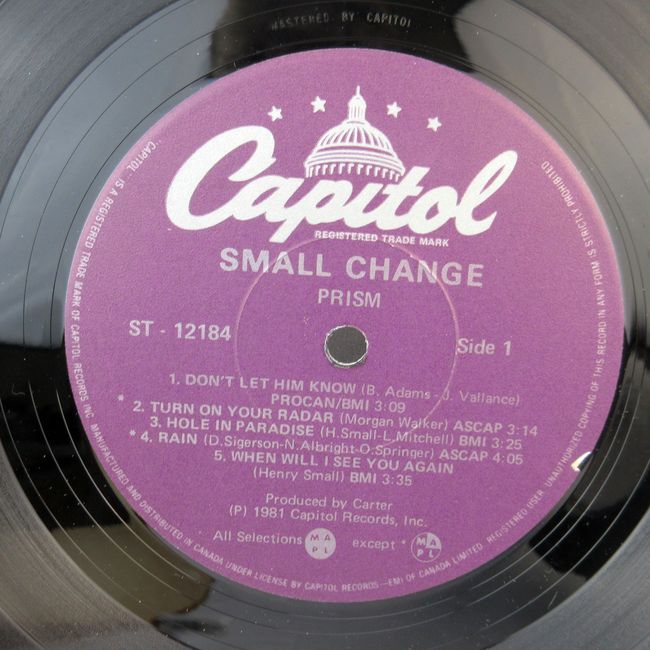 MASTERED BY CAPITOL
Capitol
REGISTERED TRADE MARK
SMALL CHANGE
PRISM
ST - 12184
Side 1
1. DON'T LET HIM KNOW (B. Adams-J. Vallance)
PROCAN/BMI 3:09
* 2. TURN ON YOUR RADAR (Morgan Walker) ASCAP 3:14
3. HOLE IN PARADISE (H.Small-L.Mitchell) BMI 3:25
* 4. RAIN (D.Sigerson-N.Albright-O.Springer) ASCAP 4:05
5. WHEN WILL I SEE YOU AGAIN
(Henry Small) BMI 3:35
Produced by Carter
(P) 1981 Capitol Records, Inc.
All Selections MAPL except * MAPL
"CAPITOL" IS A REGISTERED TRADE MARK OF CAPITOL RECORDS INC. MANUFACTURED AND DISTRIBUTED IN CANADA UNDER LICENSE BY CAPITOL RECORDS—EMI OF CANADA LIMITED, REGISTERED USER. UNAUTHORIZED COPYING OF THIS RECORD IN ANY FORM IS STRICTLY PROHIBITED